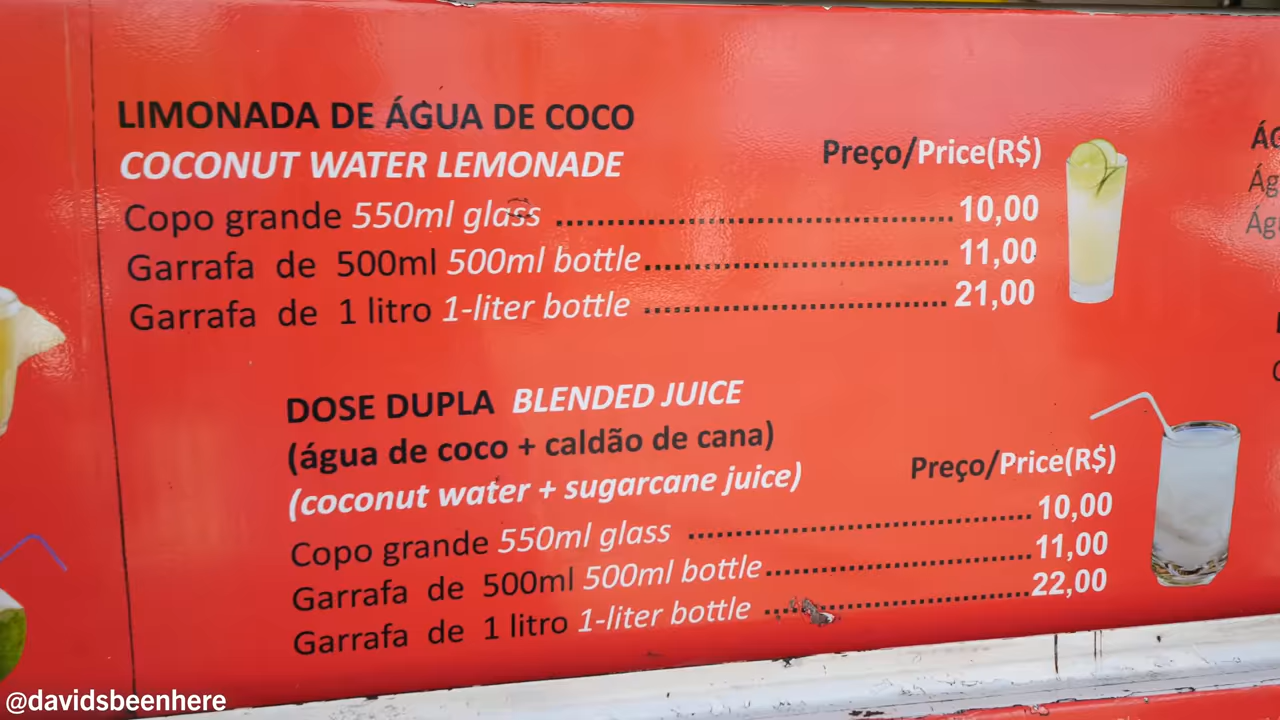 LIMONADA DE ÁGUA DE COCO
COCONUT WATER LEMONADE
Preço/Price(R$)
Copo grande 550ml glass ........................................ 10,00
Garrafa de 500ml 500ml bottle................................ 11,00
Garrafa de 1 litro 1-liter bottle ................................ 21,00
DOSE DUPLA BLENDED JUICE
(água de coco + caldão de cana)
(coconut water + sugarcane juice)
Preço/Price(R$)
Copo grande 550ml glass ................................... 10,00
Garrafa de 500ml 500ml bottle........................... 11,00
Garrafa de 1 litro 1-liter bottle ...........................22,00
@davidsbeenhere